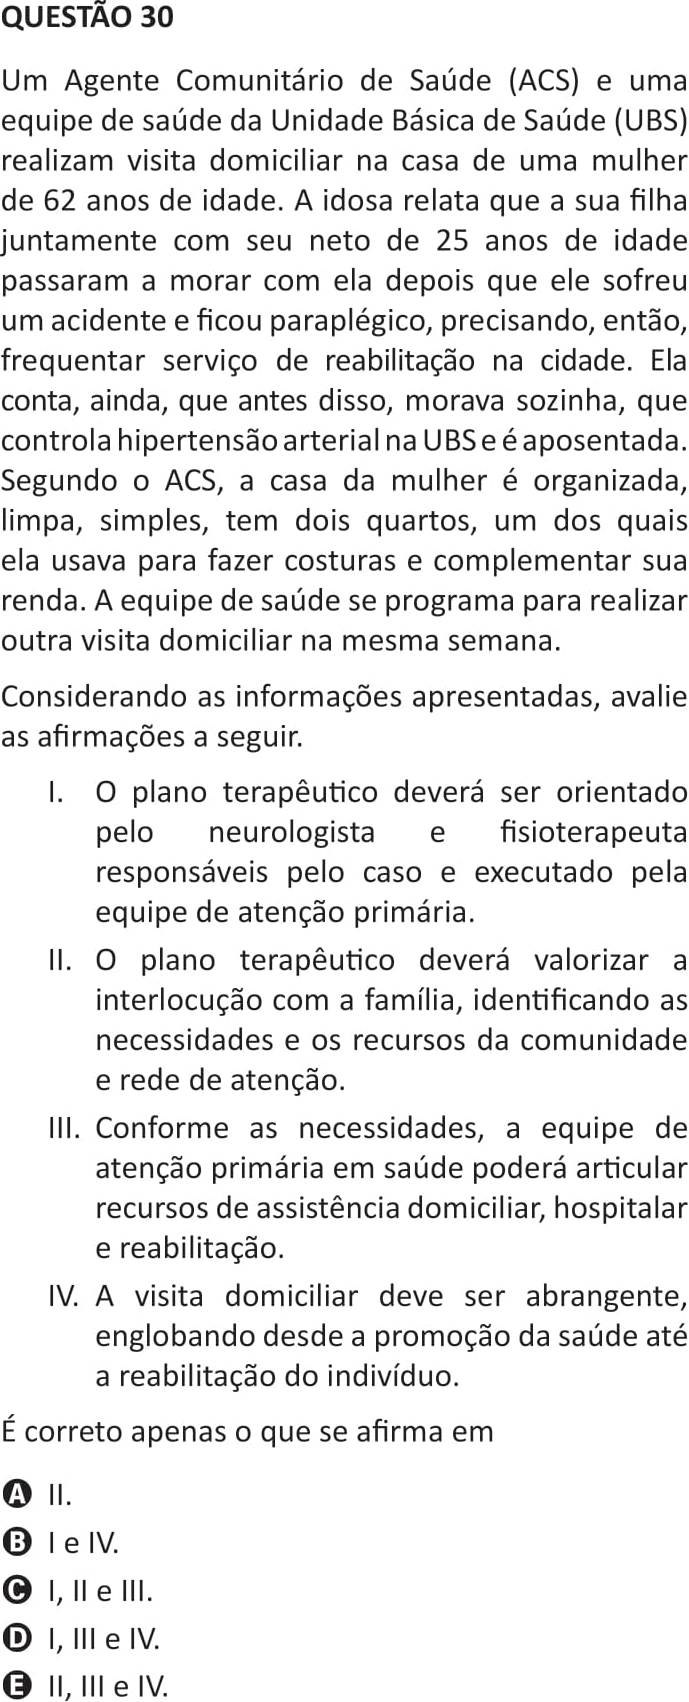 QUESTÃO 30
Um Agente Comunitário de Saúde (ACS) e uma
equipe de saúde da Unidade Básica de Saúde (UBS)
realizam visita domiciliar na casa de uma mulher
de 62 anos de idade. A idosa relata que a sua filha
juntamente com seu neto de 25 anos de idade
passaram a morar com ela depois que ele sofreu
um acidente e ficou paraplégico, precisando, então,
frequentar serviço de reabilitação na cidade. Ela
conta, ainda, que antes disso, morava sozinha, que
controla hipertensão arterial na UBS e é aposentada.
Segundo o ACS, a casa da mulher é organizada,
limpa, simples, tem dois quartos, um dos quais
ela usava para fazer costuras e complementar sua
renda. A equipe de saúde se programa para realizar
outra visita domiciliar na mesma semana.
Considerando as informações apresentadas, avalie
as afirmações a seguir.
I. O plano terapêutico deverá ser orientado
pelo neurologista e fisioterapeuta
responsáveis pelo caso e executado pela
equipe de atenção primária.
II. O plano terapêutico deverá valorizar a
interlocução com a família, identificando as
necessidades e os recursos da comunidade
e rede de atenção.
III. Conforme as necessidades, a equipe de
atenção primária em saúde poderá articular
recursos de assistência domiciliar, hospitalar
e reabilitação.
IV. A visita domiciliar deve ser abrangente,
englobando desde a promoção da saúde até
a reabilitação do indivíduo.
É correto apenas o que se afirma em
A II.
B I e IV.
C I, II e III.
D I, III e IV.
E II, III e IV.